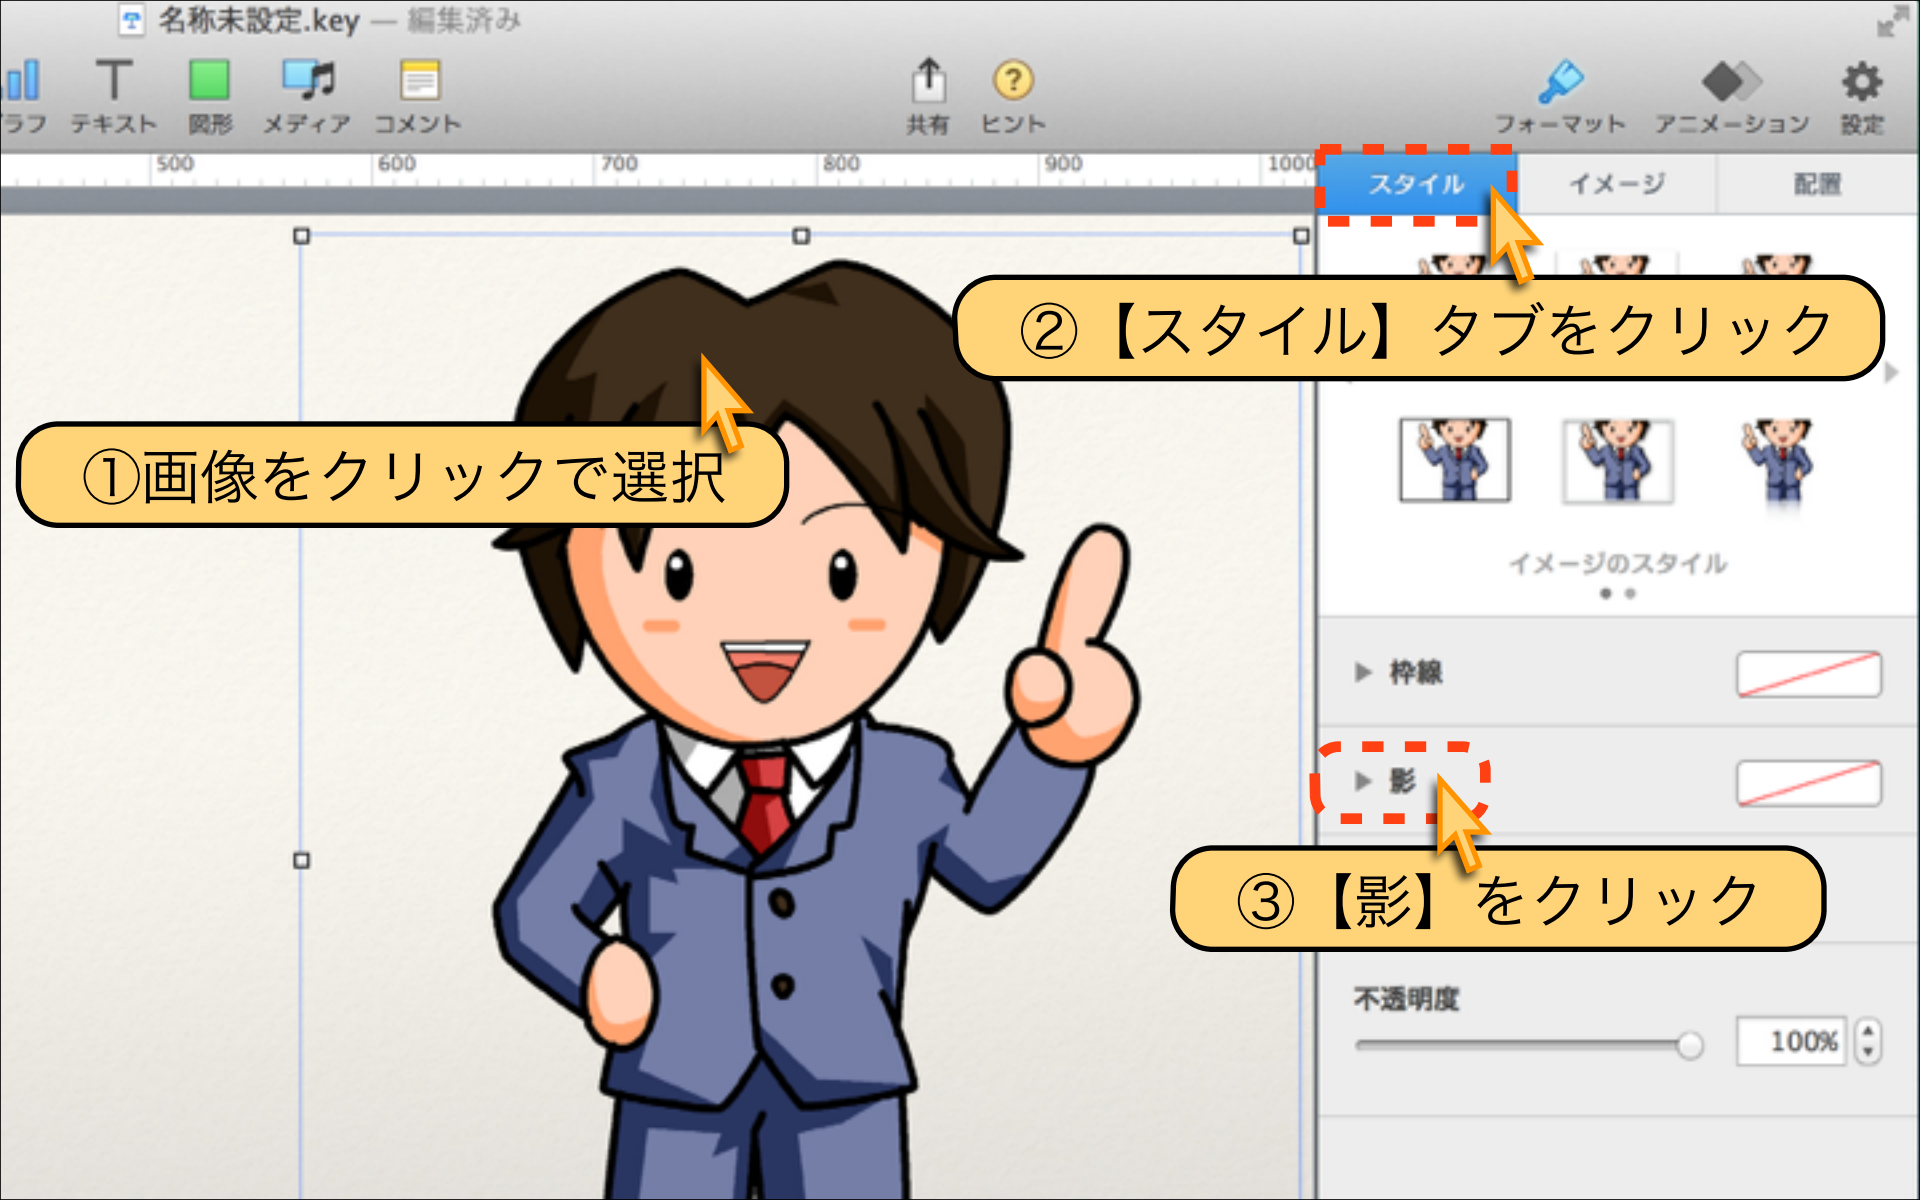 名称未設定.key — 編集済み
ラフ テキスト 図形 メディア コメント 共有 ヒント フォーマット アニメーション 設定
500 600 700 800 900 1000
スタイル イメージ 配置
②【スタイル】タブをクリック
①画像をクリックで選択
イメージのスタイル
枠線
影
③【影】をクリック
不透明度
100%